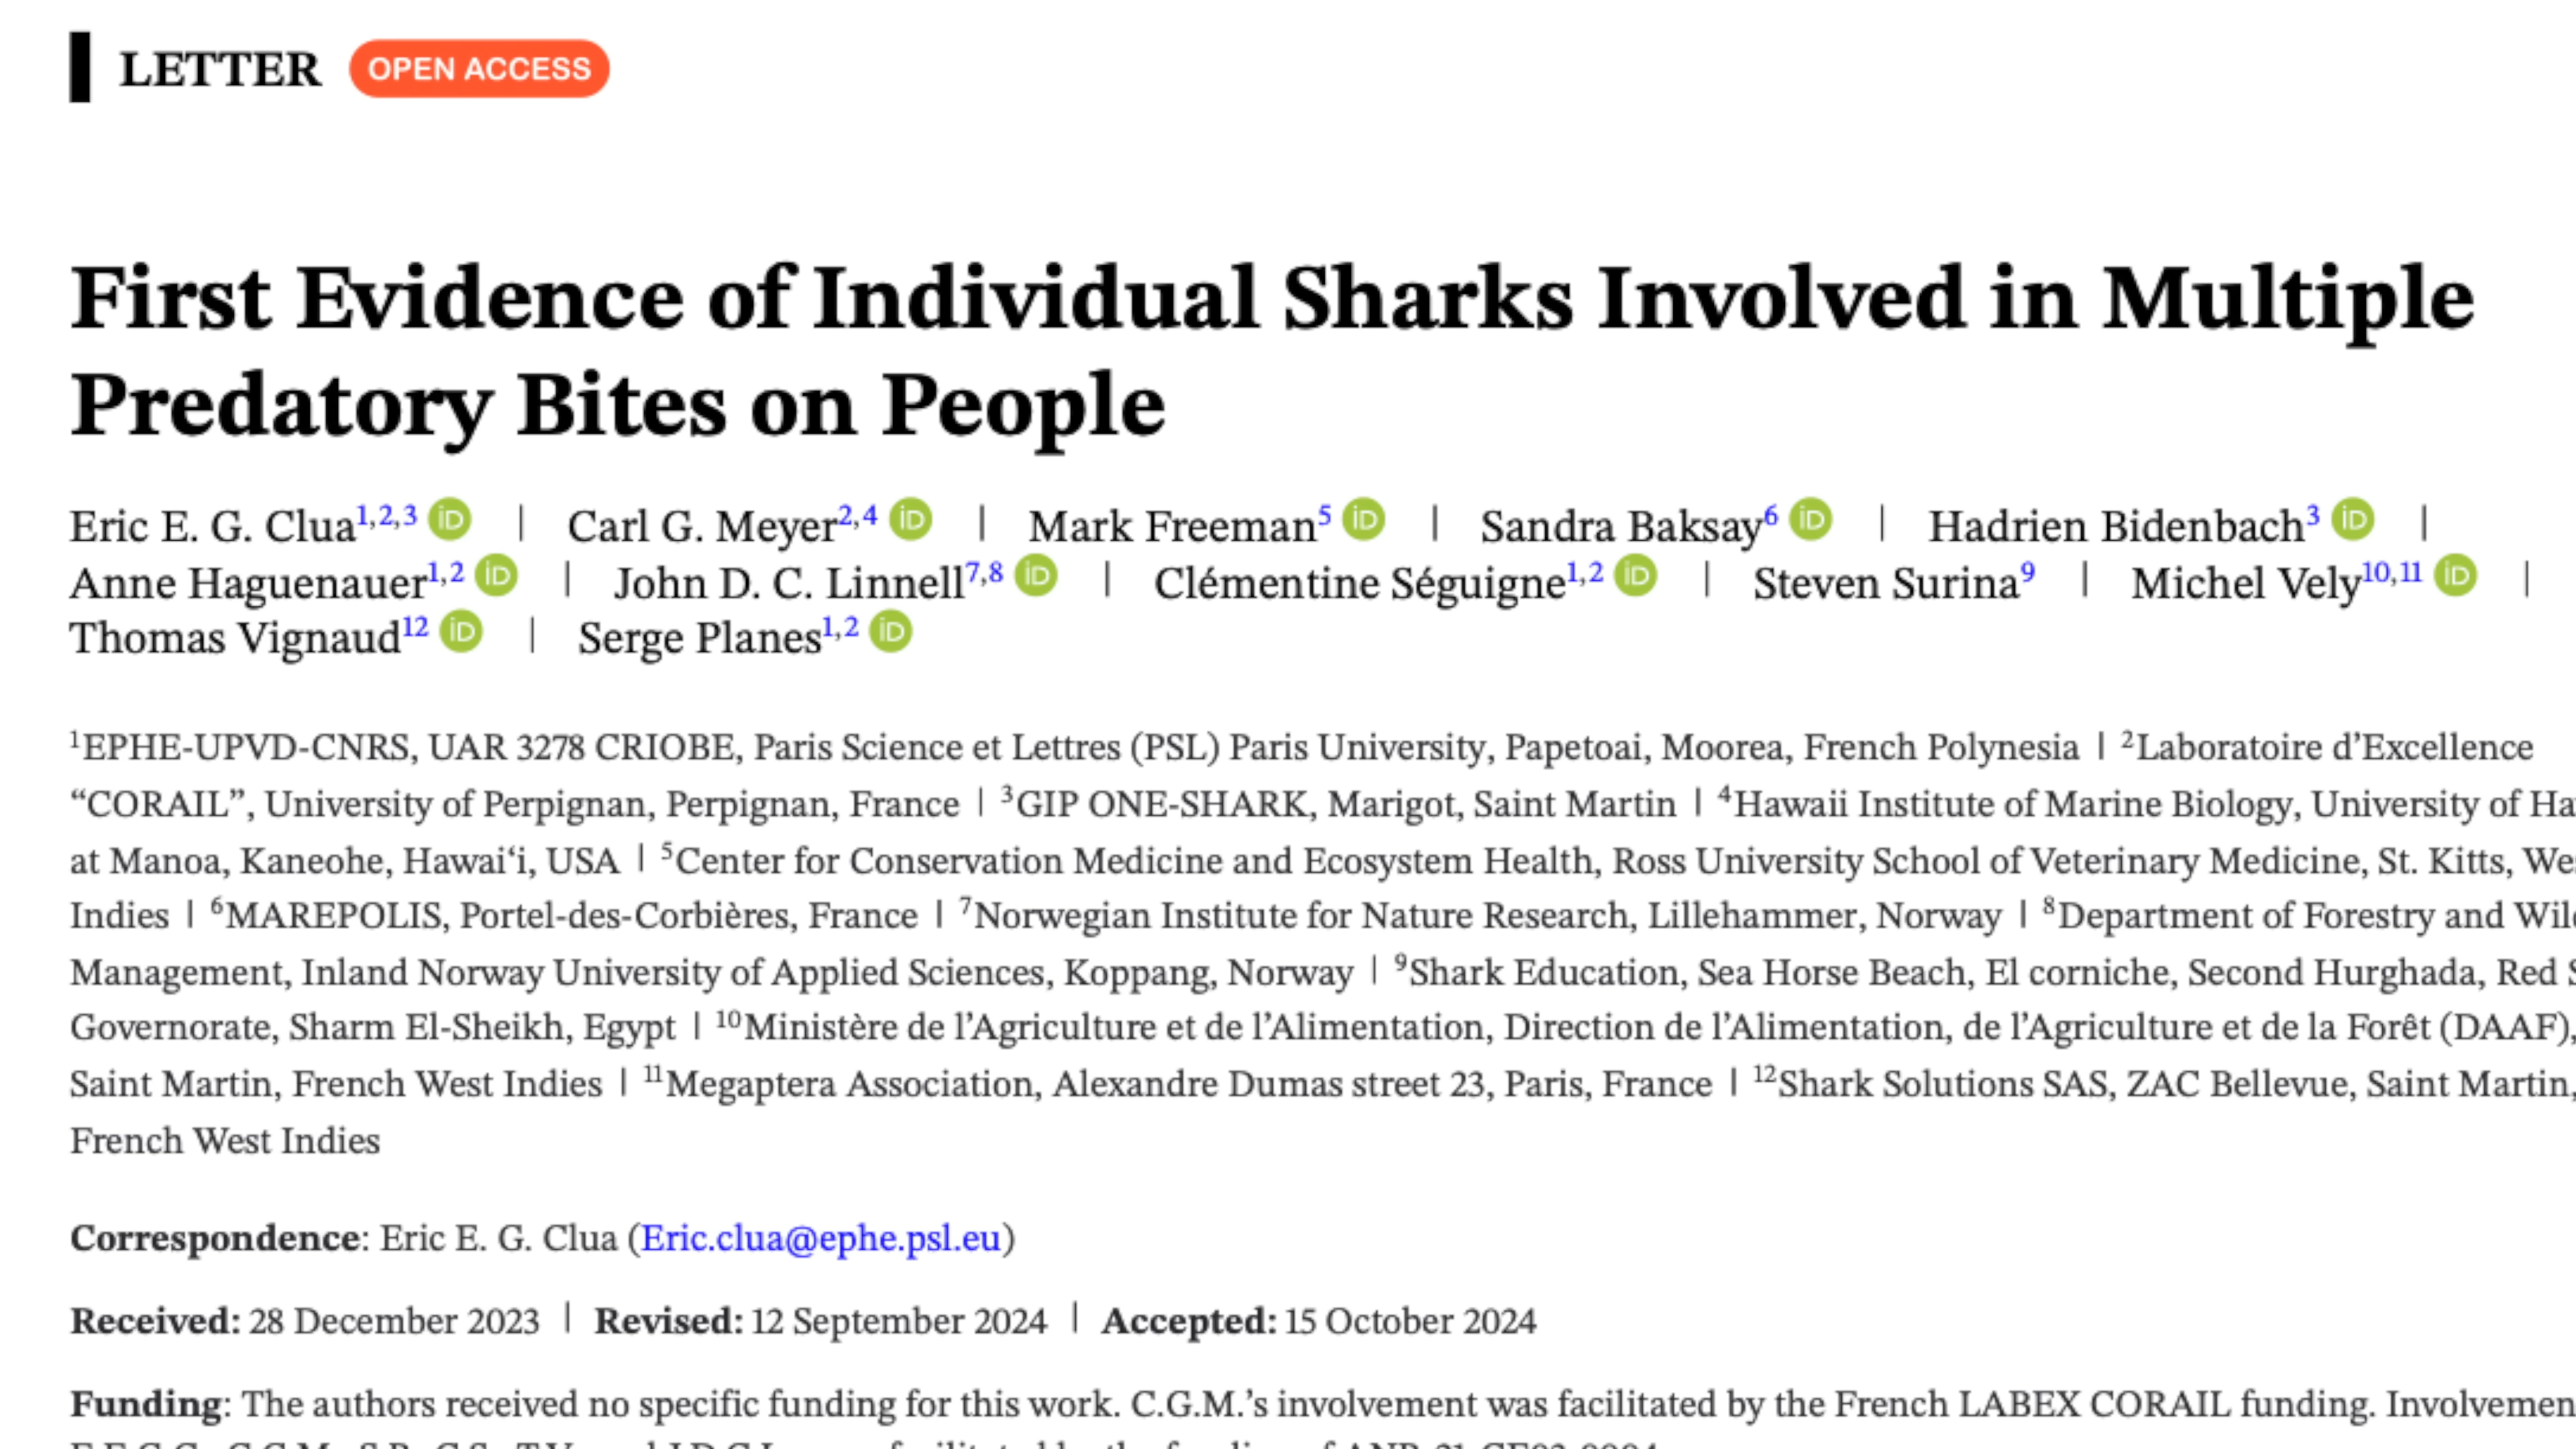 LETTER OPEN ACCESS
First Evidence of Individual Sharks Involved in Multiple
Predatory Bites on People
Eric E. G. Clua1,2,3 iD | Carl G. Meyer2,4 iD | Mark Freeman5 iD | Sandra Baksay6 iD | Hadrien Bidenbach3 iD |
Anne Haguenauer1,2 iD | John D. C. Linnell7,8 iD | Clémentine Séguigne1,2 iD | Steven Surina9 | Michel Vely10,11 iD |
Thomas Vignaud12 iD | Serge Planes1,2 iD
1EPHE-UPVD-CNRS, UAR 3278 CRIOBE, Paris Science et Lettres (PSL) Paris University, Papetoai, Moorea, French Polynesia | 2Laboratoire d’Excellence
“CORAIL”, University of Perpignan, Perpignan, France | 3GIP ONE-SHARK, Marigot, Saint Martin | 4Hawaii Institute of Marine Biology, University of Ha
at Manoa, Kaneohe, Hawai‘i, USA | 5Center for Conservation Medicine and Ecosystem Health, Ross University School of Veterinary Medicine, St. Kitts, We
Indies | 6MAREPOLIS, Portel-des-Corbières, France | 7Norwegian Institute for Nature Research, Lillehammer, Norway | 8Department of Forestry and Wil
Management, Inland Norway University of Applied Sciences, Koppang, Norway | 9Shark Education, Sea Horse Beach, El corniche, Second Hurghada, Red
Governorate, Sharm El-Sheikh, Egypt | 10Ministère de l’Agriculture et de l’Alimentation, Direction de l’Alimentation, de l’Agriculture et de la Forêt (DAAF),
Saint Martin, French West Indies | 11Megaptera Association, Alexandre Dumas street 23, Paris, France | 12Shark Solutions SAS, ZAC Bellevue, Saint Martin,
French West Indies
Correspondence: Eric E. G. Clua (Eric.clua@ephe.psl.eu)
Received: 28 December 2023 | Revised: 12 September 2024 | Accepted: 15 October 2024
Funding: The authors received no specific funding for this work. C.G.M.’s involvement was facilitated by the French LABEX CORAIL funding. Involvemen